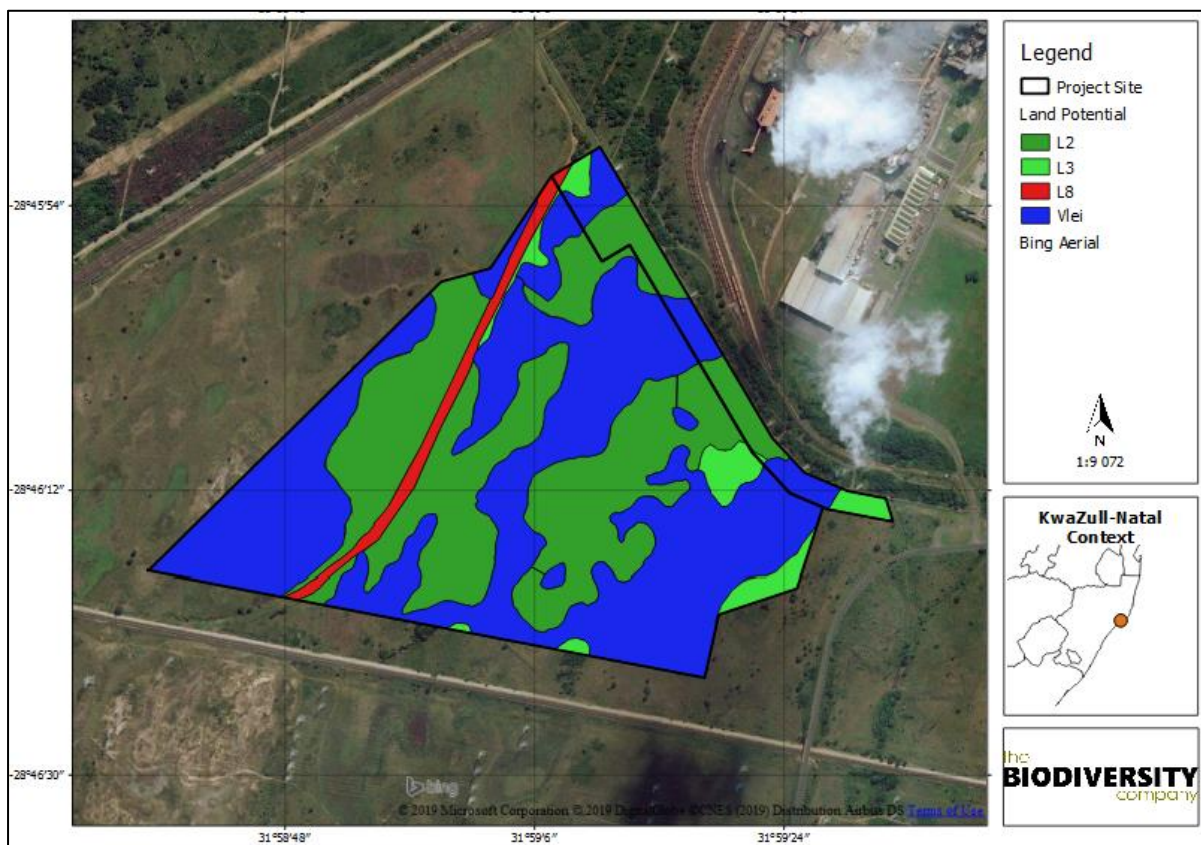 Legend
Project Site
Land Potential
L2
L3
L8
Vlei
Bing Aerial
N
1:9 072
KwaZull-Natal
Context
the
BIODIVERSITY
company
28°45'54"
28°46'12"
28°46'30"
31°58'48"
31°59'6"
31°59'24"
bing
© 2019 Microsoft Corporation © 2019 DigitalGlobe ©CNES (2019) Distribution Airbus DS Terms of Use